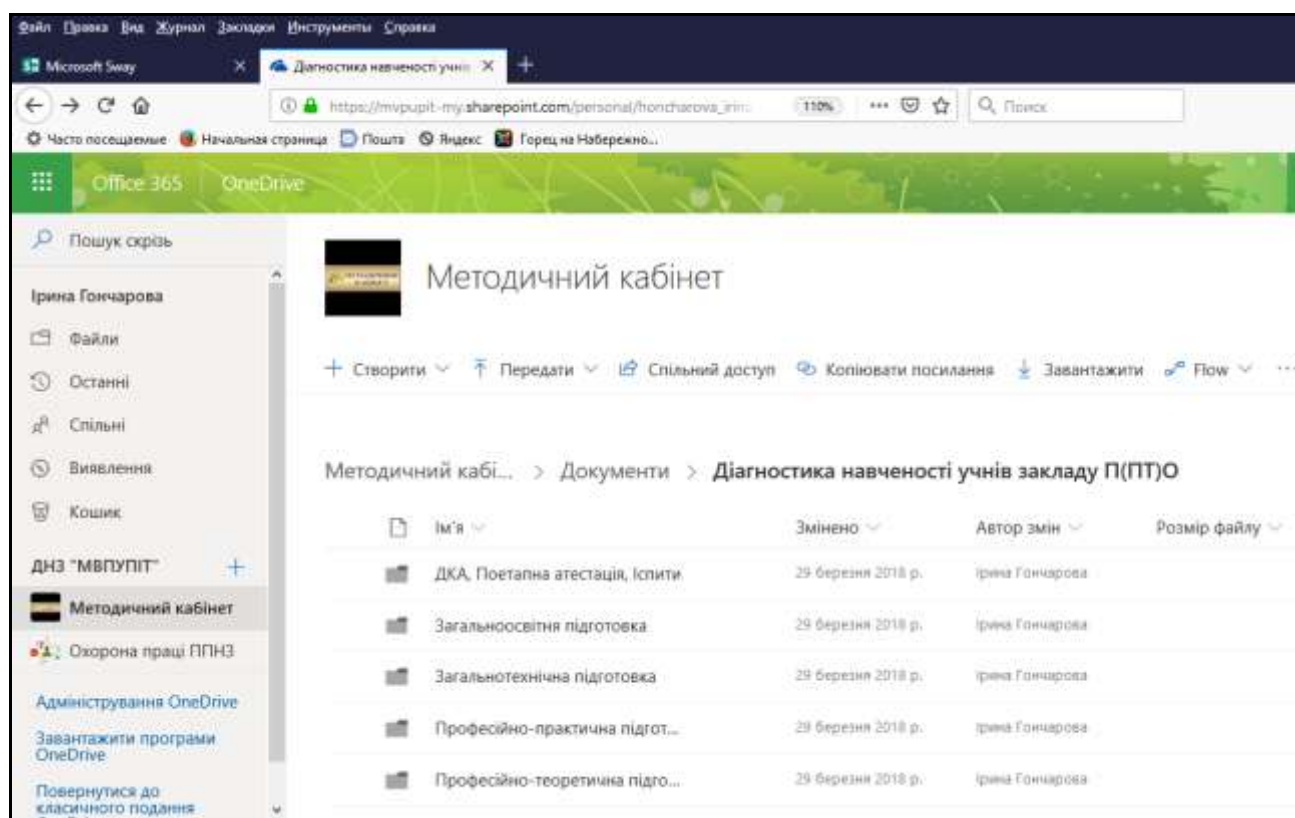 Файл Правка Вид Журнал Закладки Инструменты Справка
Microsoft Sway Діагностика навченості учнів
https://mvpupit-my.sharepoint.com/personal/honcharova_irin 110% Поиск
Часто посещаемые Начальная страница Почта Яндекс Горец на Набережно...
Office 365 OneDrive
Пошук скрізь
Ірина Гончарова
Файли
Останні
Спільні
Виявлення
Кошик
ДНЗ "МВПУПІТ" +
Методичний кабінет
Охорона праці ППНЗ
Адміністрування OneDrive
Завантажити програми
OneDrive
Повернутися до
класичного подання
Методичний кабінет
+ Створити Передати Спільний доступ Копіювати посилання Завантажити Flow ...
Методичний кабі... > Документи > Діагностика навченості учнів закладу П(ПТ)О
Ім'я Змінено Автор змін Розмір файлу
ДКА, Поетапна атестація, Іспити 29 березня 2018 р. Ірина Гончарова
Загальноосвітня підготовка 29 березня 2018 р. Ірина Гончарова
Загальнотехнічна підготовка 29 березня 2018 р. Ірина Гончарова
Професійно-практична підгот... 29 березня 2018 р. Ірина Гончарова
Професійно-теоретична підго... 29 березня 2018 р. Ірина Гончарова